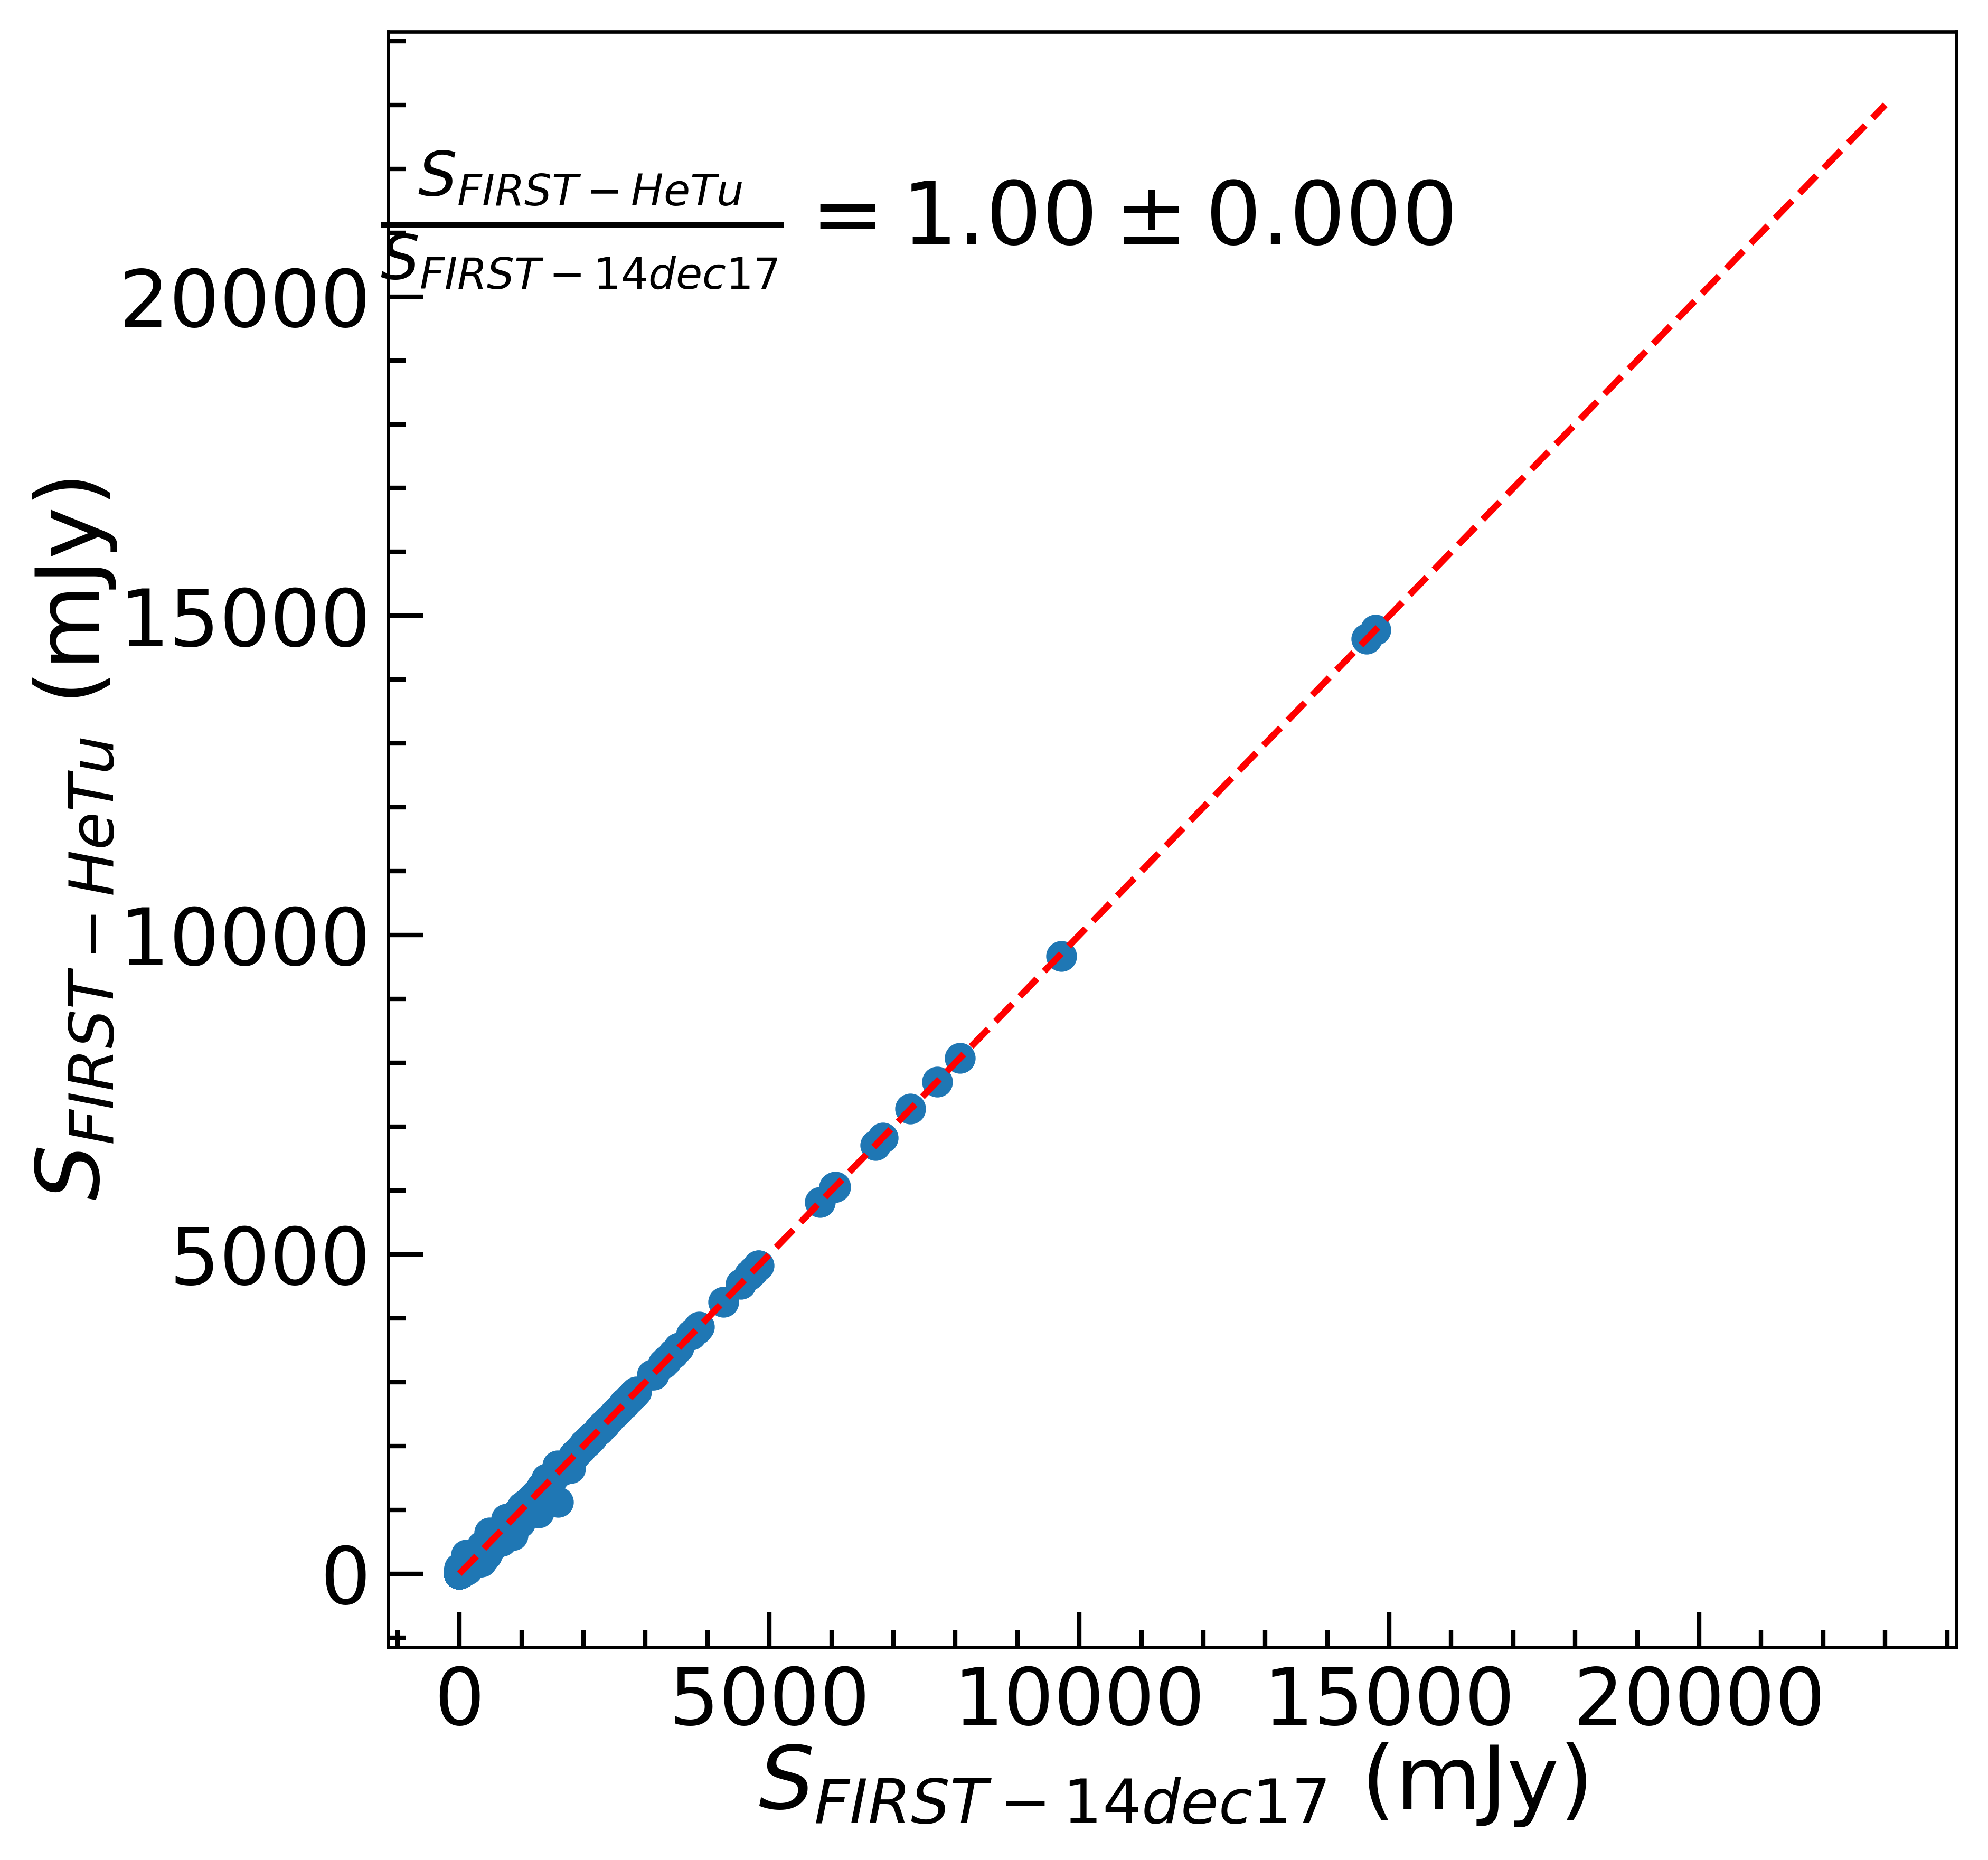 S_{FIRST-HeTu} / S_{FIRST-14dec17} = 1.00 ± 0.000
S_{FIRST-HeTu} (mJy)
20000
15000
10000
5000
0
0 5000 10000 15000 20000
S_{FIRST-14dec17} (mJy)